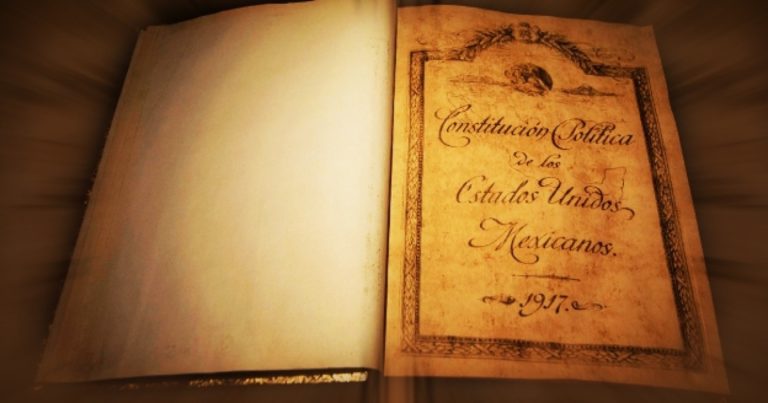 Constitución Política
de los
Estados Unidos
Mexicanos.
1917.